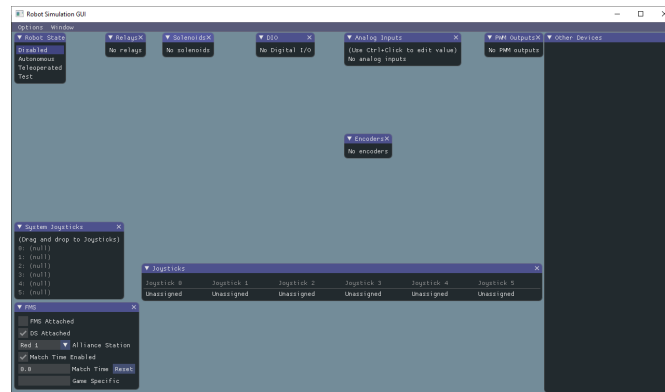 Robot Simulation GUI
Options Window
Robot State
Disabled
Autonomous
Teleoperated
Test
Relays
No relays
Solenoids
No solenoids
DIO
No Digital I/O
Analog Inputs
(Use Ctrl+Click to edit value)
No analog inputs
PWM Outputs
No PWM outputs
Other Devices
Encoders
No encoders
System Joysticks
(Drag and drop to Joysticks)
0: (null)
1: (null)
2: (null)
3: (null)
4: (null)
5: (null)
Joysticks
Joystick 0 Joystick 1 Joystick 2 Joystick 3 Joystick 4 Joystick 5
Unassigned Unassigned Unassigned Unassigned Unassigned Unassigned
FMS
FMS Attached
DS Attached
Red 1 Alliance Station
Match Time Enabled
0.0 Match Time Reset
Game Specific